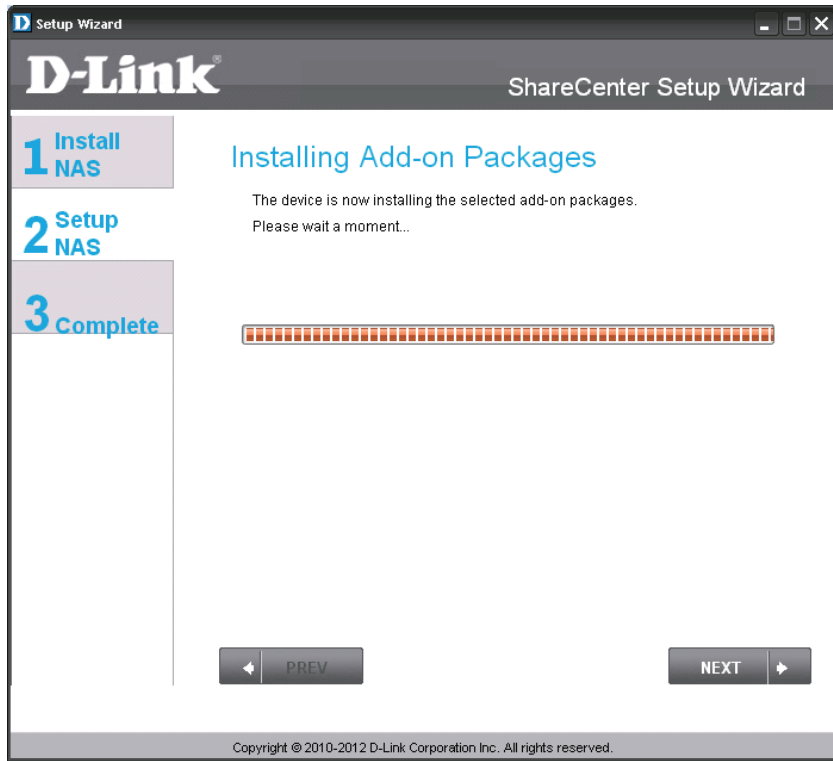 D Setup Wizard
D-Link®
ShareCenter Setup Wizard
1 Install NAS
2 Setup NAS
3 Complete
Installing Add-on Packages
The device is now installing the selected add-on packages.
Please wait a moment...
PREV
NEXT
Copyright © 2010-2012 D-Link Corporation Inc. All rights reserved.